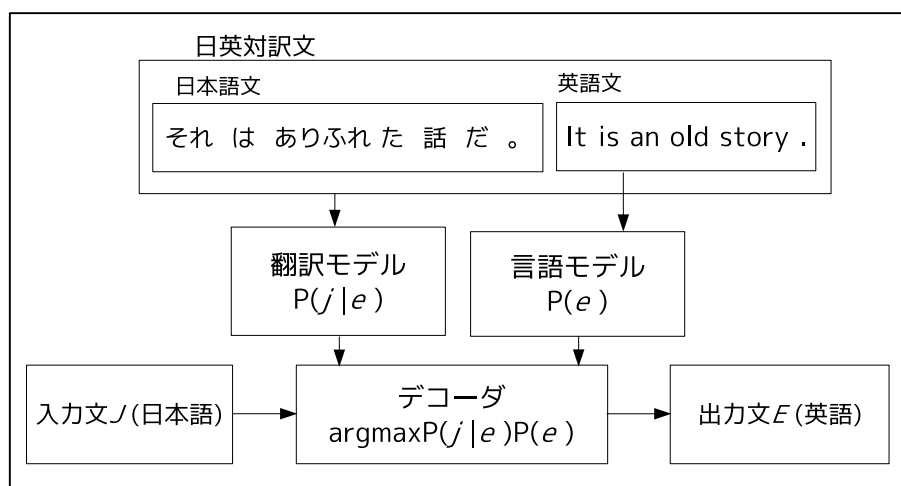 日英対訳文
日本語文
英語文
それ は ありふれ た 話 だ 。
It is an old story .
翻訳モデル
P(j|e)
言語モデル
P(e)
入力文J(日本語)
デコーダ
argmaxP(j|e)P(e)
出力文E(英語)